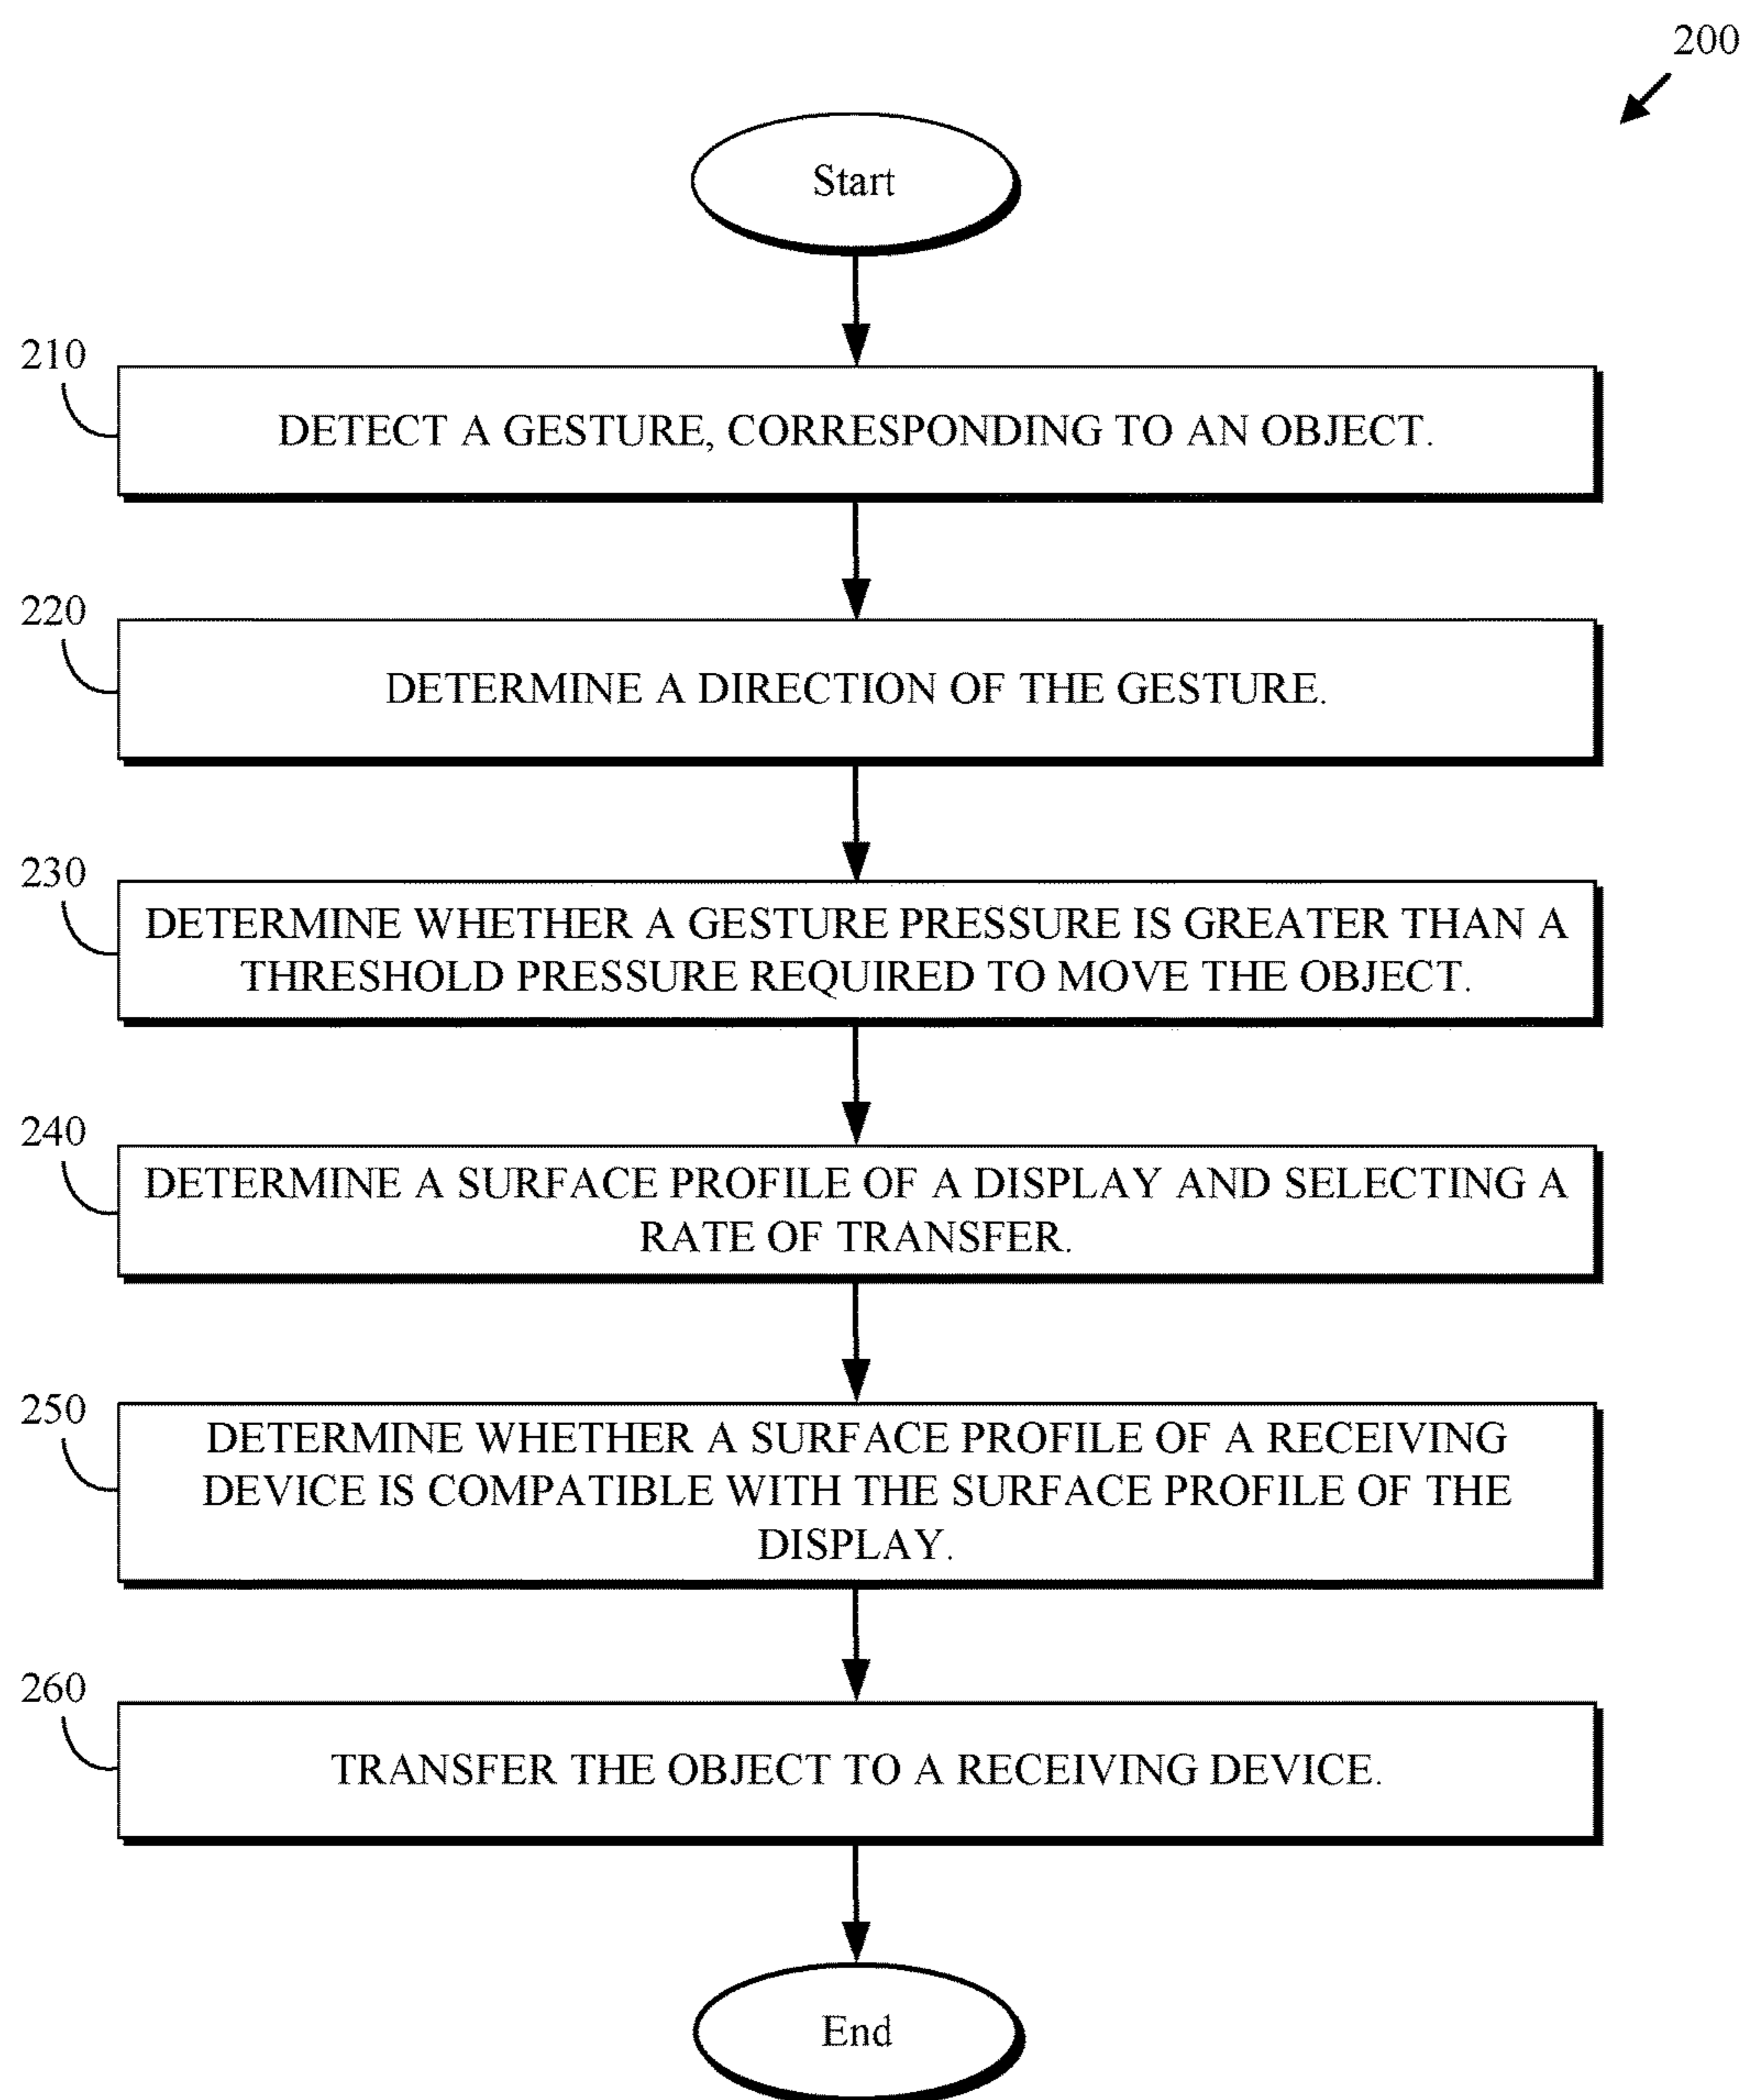 200
Start
210
DETECT A GESTURE, CORRESPONDING TO AN OBJECT.
220
DETERMINE A DIRECTION OF THE GESTURE.
230
DETERMINE WHETHER A GESTURE PRESSURE IS GREATER THAN A
THRESHOLD PRESSURE REQUIRED TO MOVE THE OBJECT.
240
DETERMINE A SURFACE PROFILE OF A DISPLAY AND SELECTING A
RATE OF TRANSFER.
250
DETERMINE WHETHER A SURFACE PROFILE OF A RECEIVING
DEVICE IS COMPATIBLE WITH THE SURFACE PROFILE OF THE
DISPLAY.
260
TRANSFER THE OBJECT TO A RECEIVING DEVICE.
End